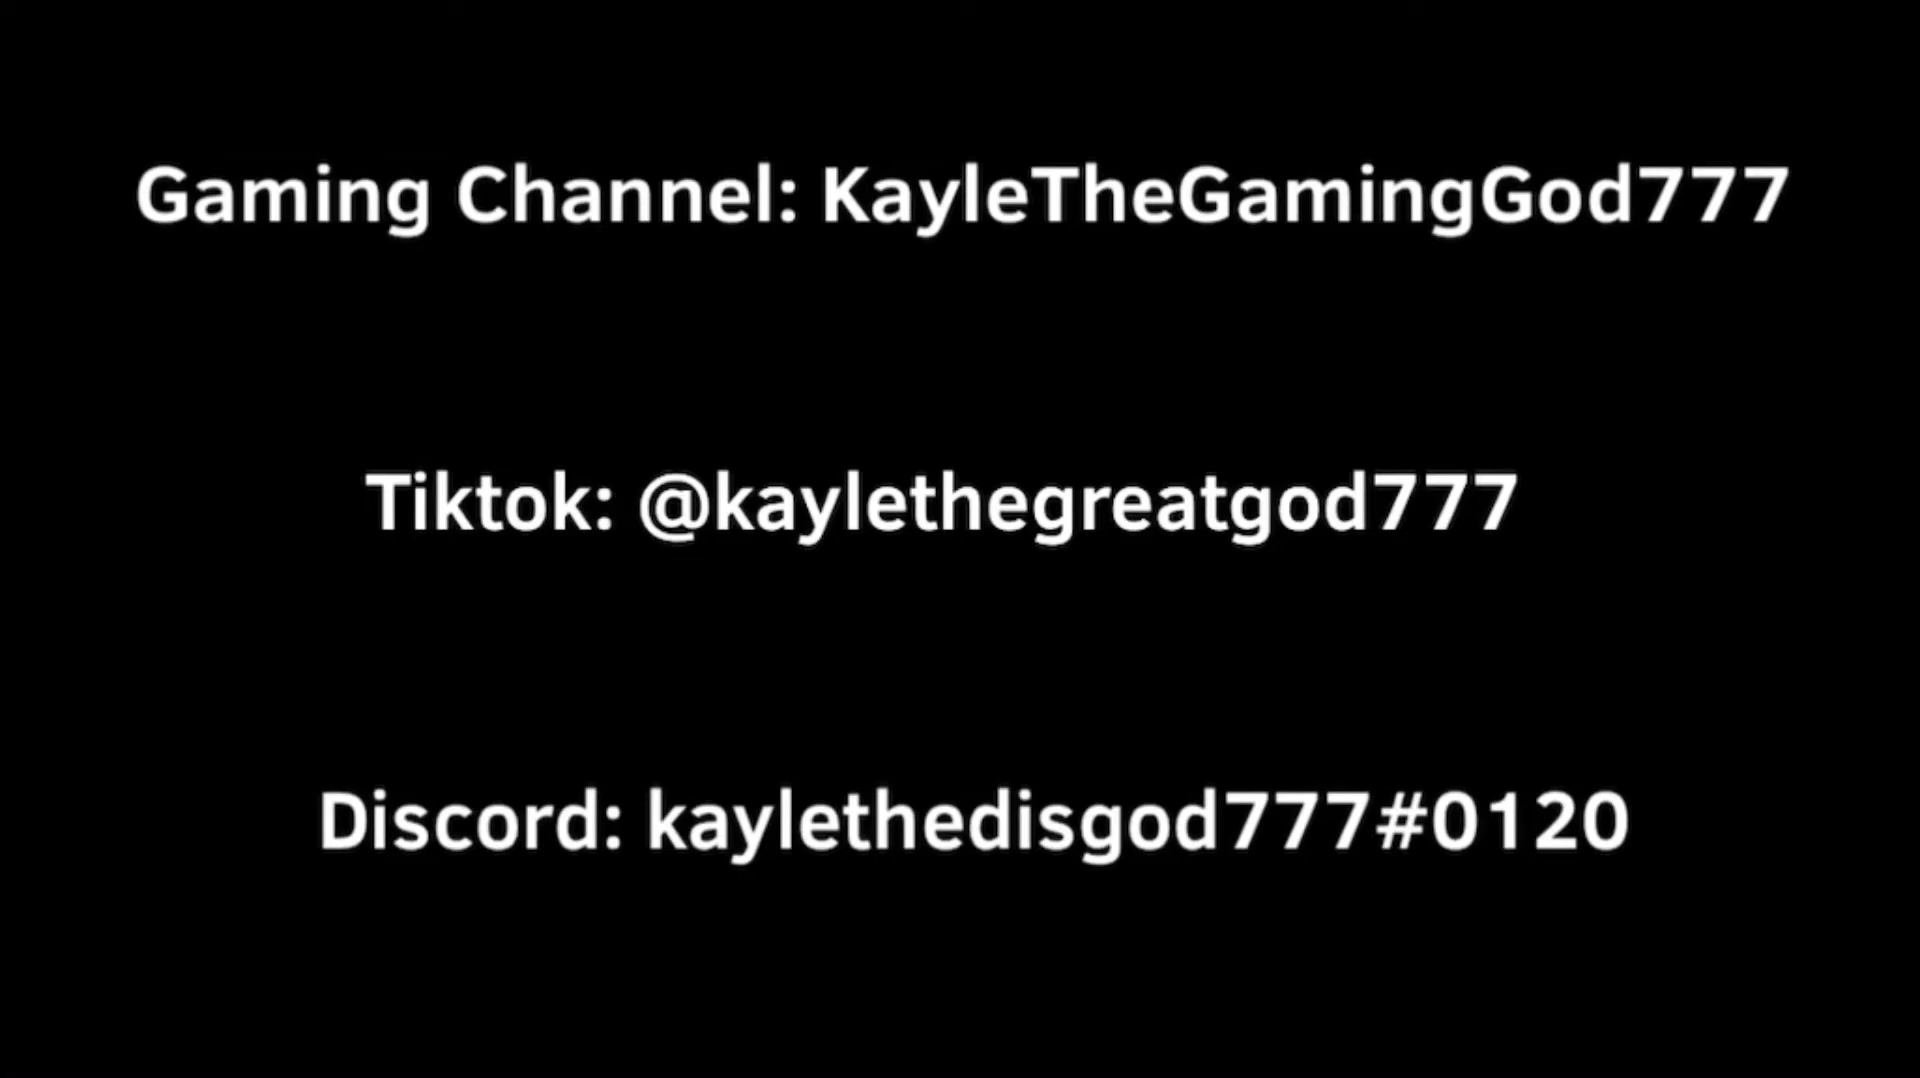 Gaming Channel: KayleTheGamingGod777
Tiktok: @kaylethegreatgod777
Discord: kaylethedisgod777#0120